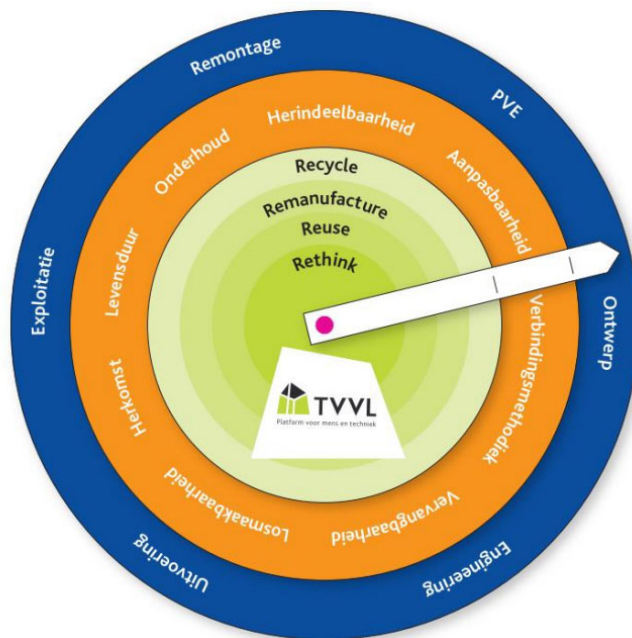 Remontage
PVE
Ontwerp
Engineering
Uitvoering
Exploitatie
Herindeelbaarheid
Aanpasbaarheid
Verbindingsmethodiek
Vervangbaarheid
Losmaakbaarheid
Herkomst
Levensduur
Onderhoud
Recycle
Remanufacture
Reuse
Rethink
TVVL
Platform voor mens en techniek